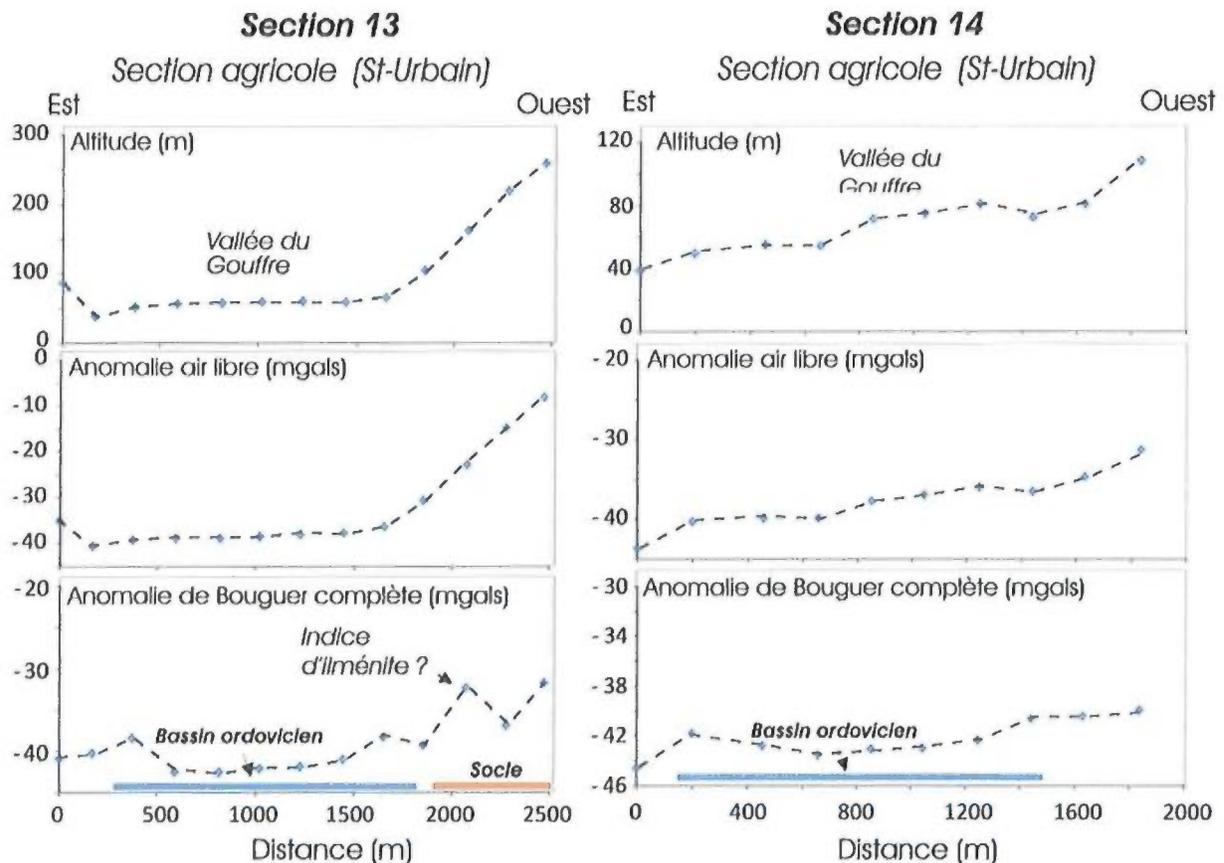 Section 13
Section agricole (St-Urbain)
Est
Ouest
300
200
100
0
Altitude (m)
Vallée du
Gouffre
0
-10
-20
-30
-40
Anomalie air libre (mgals)
-20
-30
-40
Anomalie de Bouguer complète (mgals)
Indice
d'ilménite ?
Bassin ordovicien
Socle
0
500
1000
1500
2000
2500
Distance (m)
Section 14
Section agricole (St-Urbain)
Est
Ouest
120
80
40
0
Altitude (m)
Vallée du
Gouffre
-20
-30
-40
Anomalie air libre (mgals)
-30
-34
-38
-42
-46
Anomalie de Bouguer complète (mgals)
Bassin ordovicien
0
400
800
1200
1600
2000
Distance (m)